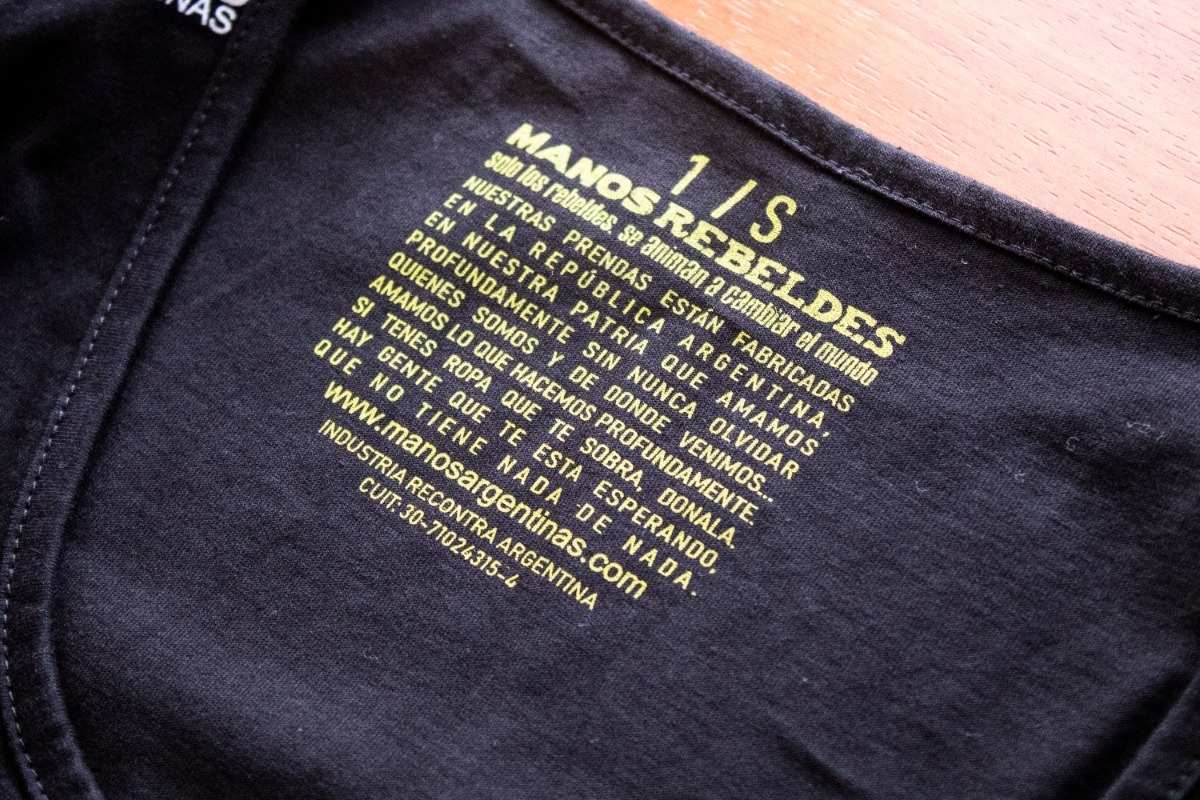 NAS
1 / S
MANOS REBELDES
solo los rebeldes, se animan a cambiar el mundo
NUESTRAS PRENDAS ESTÁN FABRICADAS
EN LA REPÚBLICA ARGENTINA,
EN NUESTRA PATRIA QUE AMAMOS
PROFUNDAMENTE SIN NUNCA OLVIDAR
QUIENES SOMOS Y DE DONDE VENIMOS...
AMAMOS LO QUE HACEMOS PROFUNDAMENTE.
SI TENES ROPA QUE TE SOBRA, DONALA.
HAY GENTE QUE TE ESTA ESPERANDO,
QUE NO TIENE NADA DE NADA.
www.manosargentinas.com
INDUSTRIA RECONTRA ARGENTINA
CUIT: 30-71024315-4